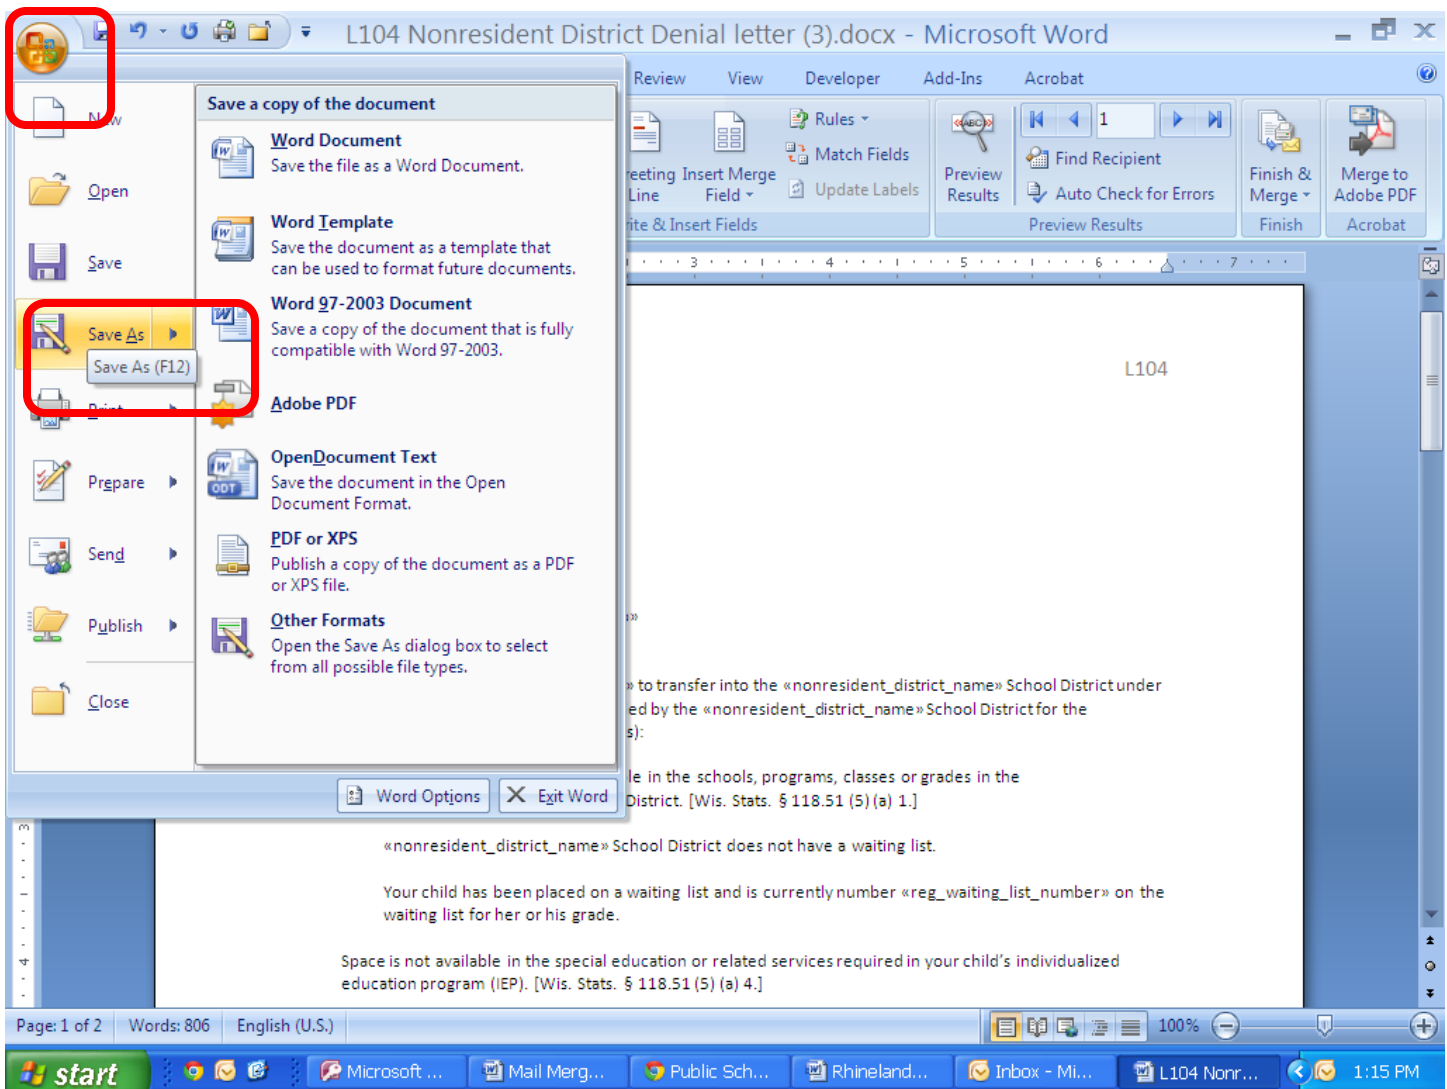 L104 Nonresident District Denial letter (3).docx - Microsoft Word
Review View Developer Add-Ins Acrobat
New
Open
Save
Save As
Save As (F12)
Print
Prepare
Send
Publish
Close
Save a copy of the document
Word Document
Save the file as a Word Document.
Word Template
Save the document as a template that
can be used to format future documents.
Word 97-2003 Document
Save a copy of the document that is fully
compatible with Word 97-2003.
Adobe PDF
OpenDocument Text
Save the document in the Open
Document Format.
PDF or XPS
Publish a copy of the document as a PDF
or XPS file.
Other Formats
Open the Save As dialog box to select
from all possible file types.
Word Options
Exit Word
reeting
Line
Insert Merge
Field
Rules
Match Fields
Update Labels
rite & Insert Fields
«ABC»
Preview
Results
1
Find Recipient
Auto Check for Errors
Preview Results
Finish &
Merge
Finish
Merge to
Adobe PDF
Acrobat
3 4 5 6 7
L104
»
» to transfer into the «nonresident_district_name» School District under
ed by the «nonresident_district_name» School District for the
s):
le in the schools, programs, classes or grades in the
District. [Wis. Stats. § 118.51 (5) (a) 1.]
«nonresident_district_name» School District does not have a waiting list.
Your child has been placed on a waiting list and is currently number «reg_waiting_list_number» on the
waiting list for her or his grade.
Space is not available in the special education or related services required in your child's individualized
education program (IEP). [Wis. Stats. § 118.51 (5) (a) 4.]
3
4
Page: 1 of 2 Words: 806 English (U.S.) 100%
start Microsoft ... Mail Merg... Public Sch... Rhineland... Inbox - Mi... L104 Nonr... 1:15 PM